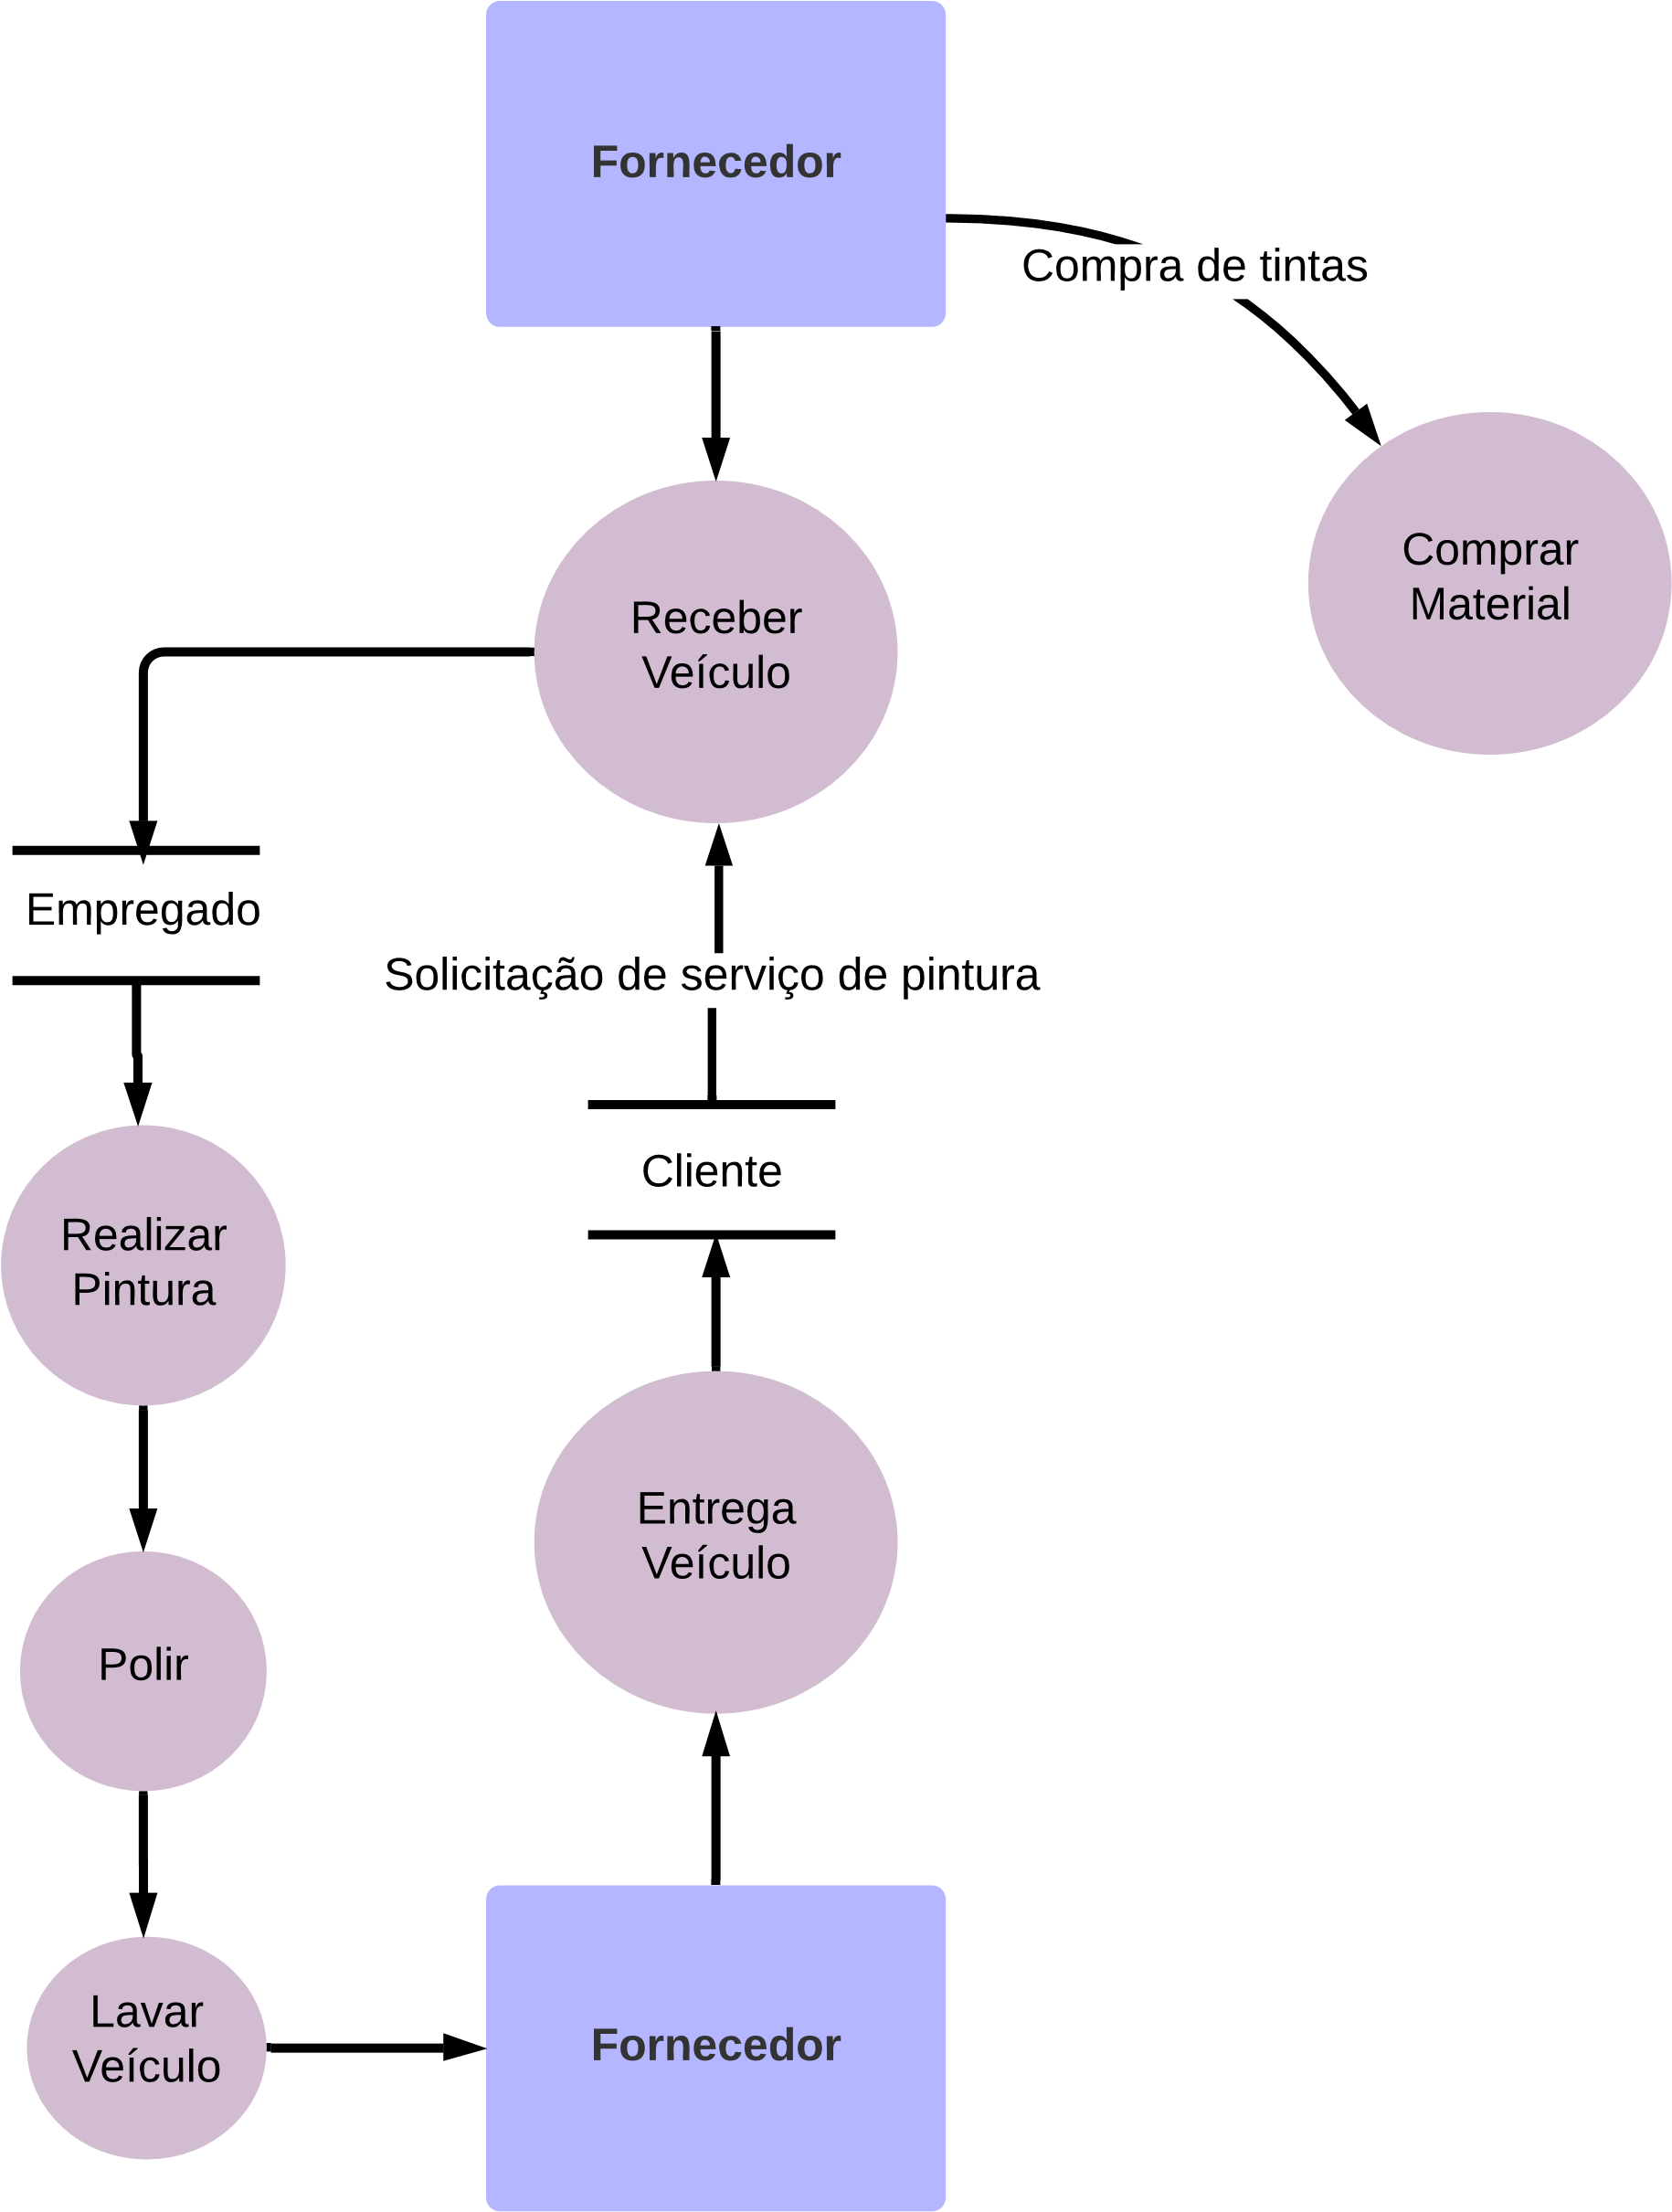 Fornecedor
Compra de tintas
Comprar
Material
Receber
Veículo
Empregado
Solicitação de serviço de pintura
Cliente
Realizar
Pintura
Entrega
Veículo
Polir
Lavar
Veículo
Fornecedor